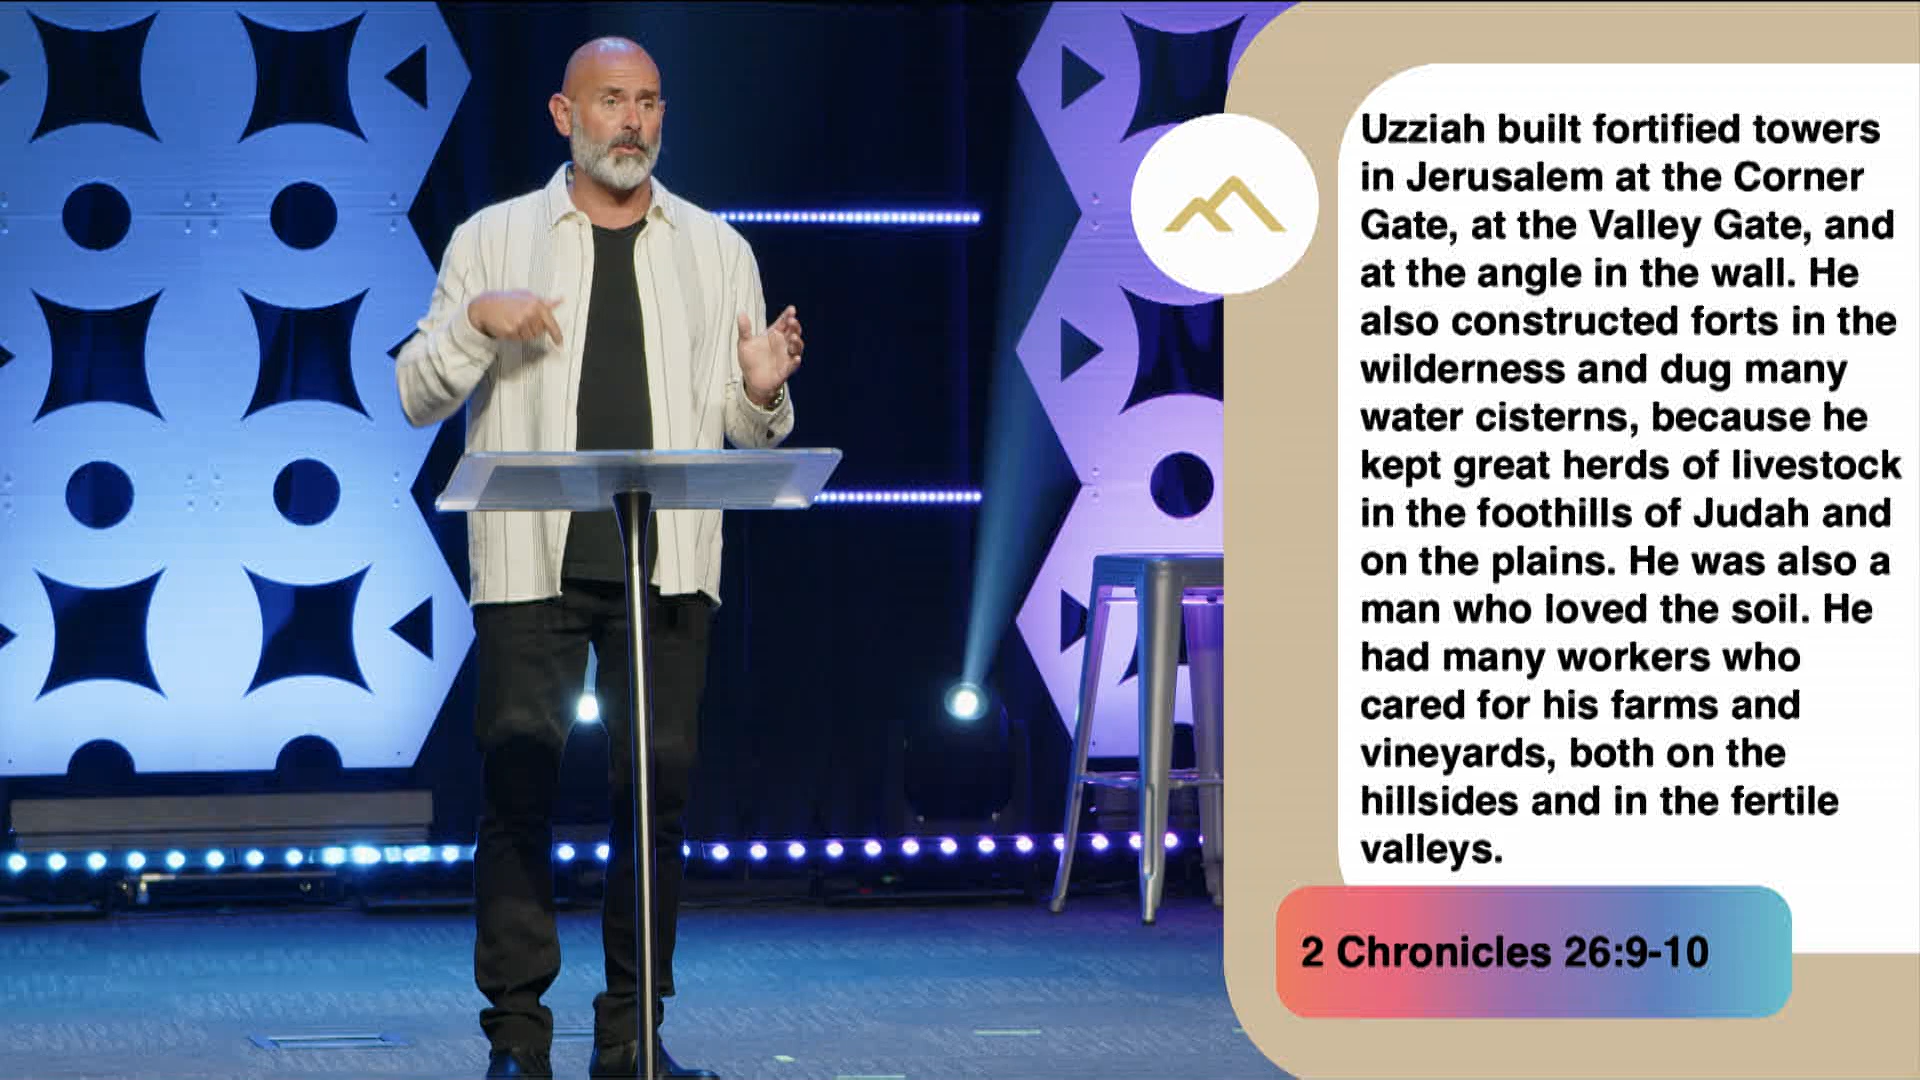 Uzziah built fortified towers
in Jerusalem at the Corner
Gate, at the Valley Gate, and
at the angle in the wall. He
also constructed forts in the
wilderness and dug many
water cisterns, because he
kept great herds of livestock
in the foothills of Judah and
on the plains. He was also a
man who loved the soil. He
had many workers who
cared for his farms and
vineyards, both on the
hillsides and in the fertile
valleys.
2 Chronicles 26:9-10